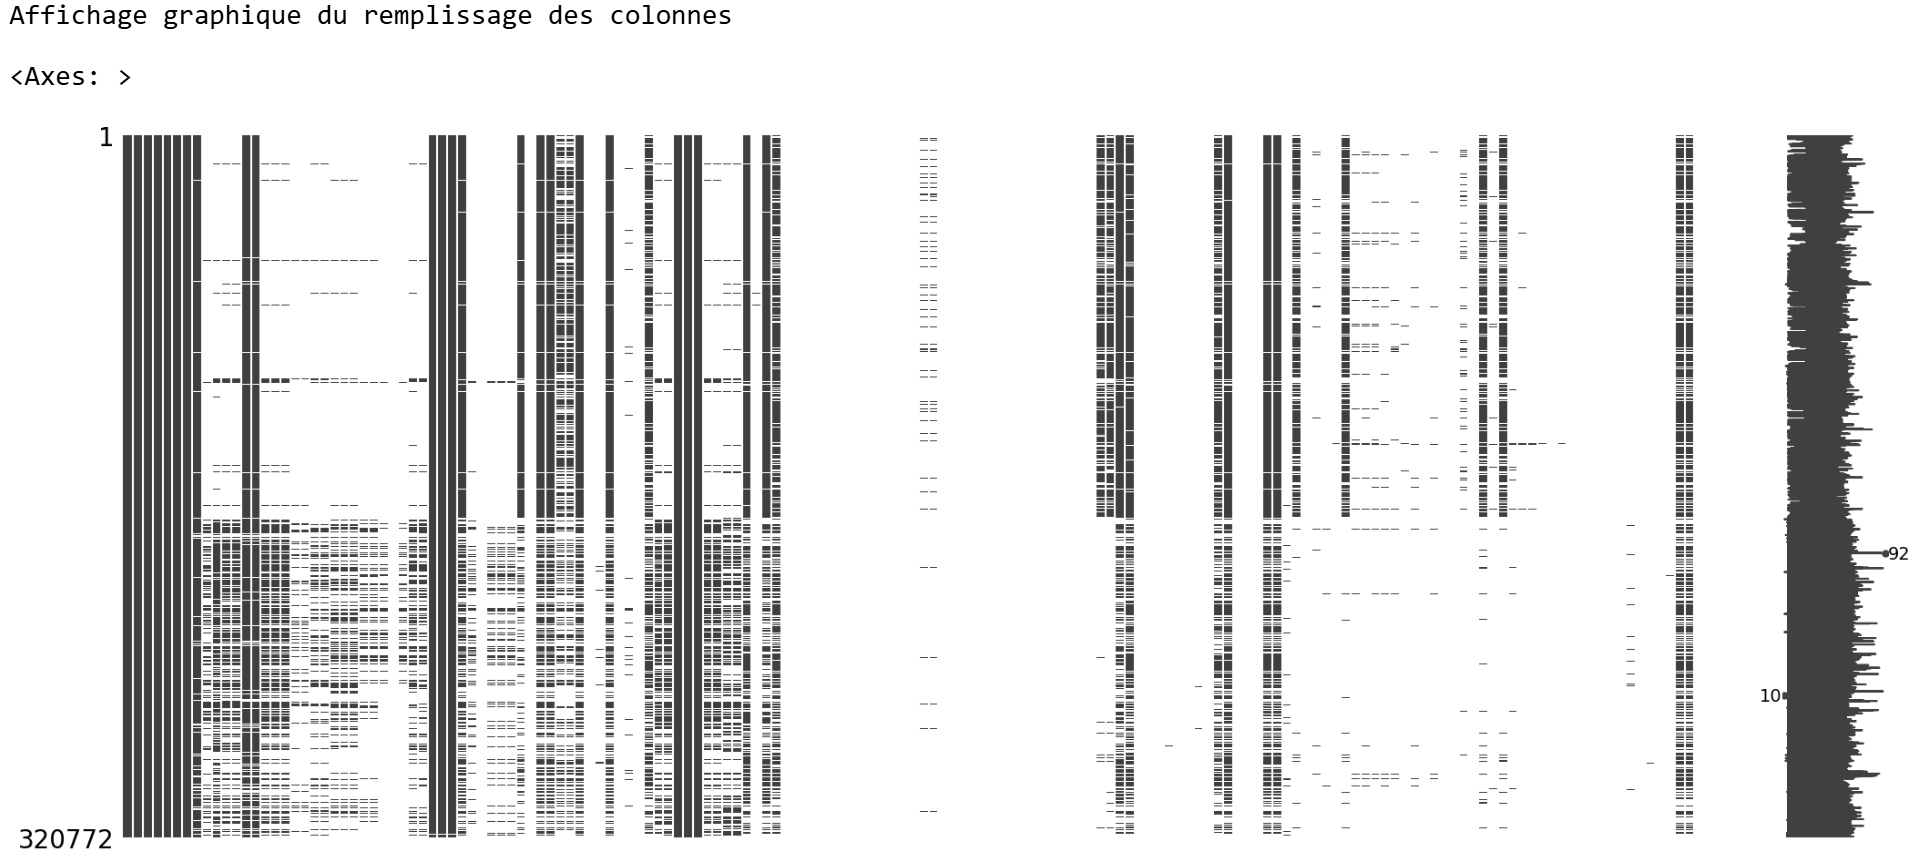 Affichage graphique du remplissage des colonnes
<Axes: >
1
92
10
320772